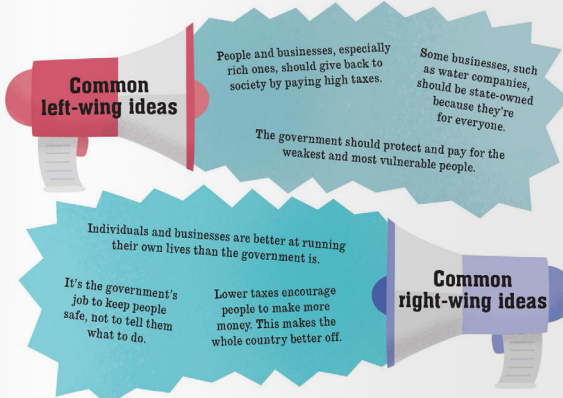 Common
left-wing ideas
People and businesses, especially
rich ones, should give back to
society by paying high taxes.
Some businesses, such
as water companies,
should be state-owned
because they're
for everyone.
The government should protect and pay for the
weakest and most vulnerable people.
Individuals and businesses are better at running
their own lives than the government is.
It's the government's
job to keep people
safe, not to tell them
what to do.
Lower taxes encourage
people to make more
money. This makes the
whole country better off.
Common
right-wing ideas